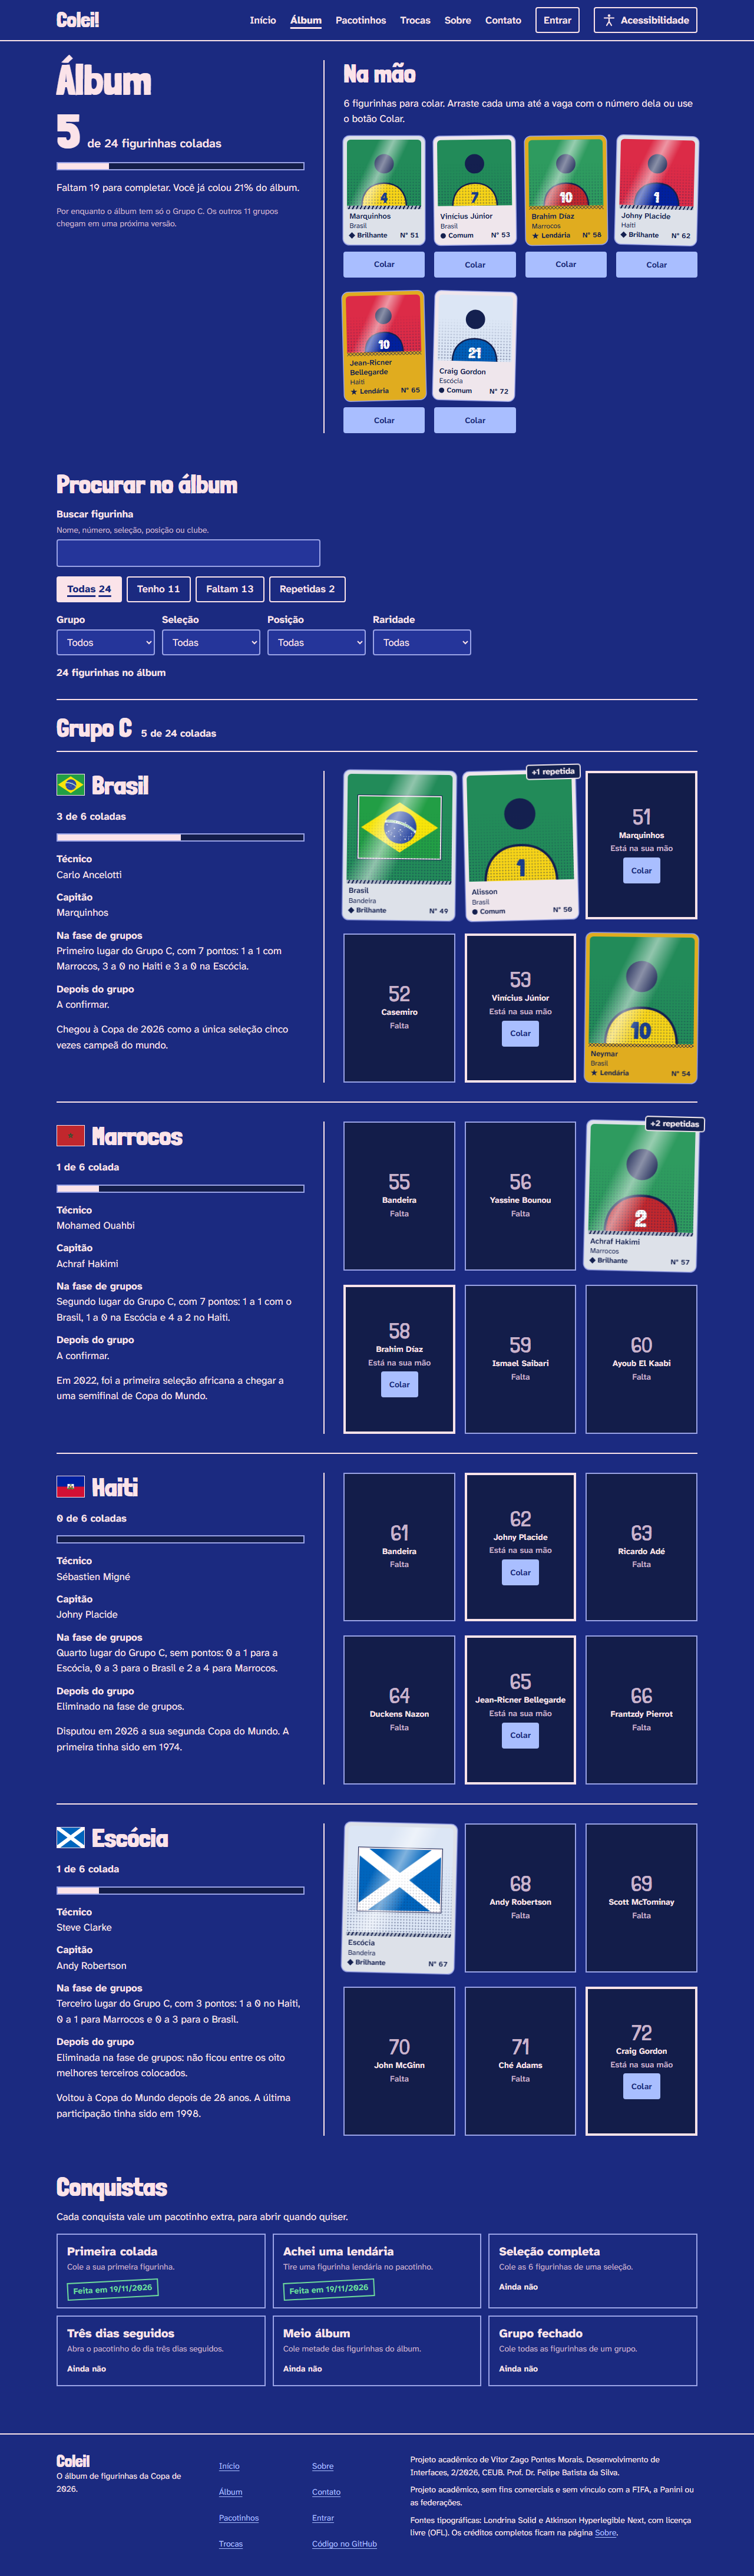 Colei!
Início
Álbum
Pacotinhos
Trocas
Sobre
Contato
Entrar
Acessibilidade
Álbum
5 de 24 figurinhas coladas
Faltam 19 para completar. Você já colou 21% do álbum.
Por enquanto o álbum tem só o Grupo C. Os outros 11 grupos
chegam em uma próxima versão.
Na mão
6 figurinhas para colar. Arraste cada uma até a vaga com o número dela ou use
o botão Colar.
4
Marquinhos
Brasil
Brilhante Nº 51
Colar
7
Vinícius Júnior
Brasil
Comum Nº 53
Colar
10
Brahim Díaz
Marrocos
Lendária Nº 58
Colar
1
Johny Placide
Haiti
Brilhante Nº 62
Colar
10
Jean-Ricner
Bellegarde
Haiti
Lendária Nº 65
Colar
21
Craig Gordon
Escócia
Comum Nº 72
Colar
Procurar no álbum
Buscar figurinha
Nome, número, seleção, posição ou clube.
Todas 24
Tenho 11
Faltam 13
Repetidas 2
Grupo
Todos
Seleção
Todas
Posição
Todas
Raridade
Todas
24 figurinhas no álbum
Grupo C 5 de 24 coladas
Brasil
3 de 6 coladas
Técnico
Carlo Ancelotti
Capitão
Marquinhos
Na fase de grupos
Primeiro lugar do Grupo C, com 7 pontos: 1 a 1 com
Marrocos, 3 a 0 no Haiti e 3 a 0 na Escócia.
Depois do grupo
A confirmar.
Chegou à Copa de 2026 como a única seleção cinco
vezes campeã do mundo.
Brasil
Bandeira
Brilhante Nº 49
+1 repetida
1
Alisson
Brasil
Comum Nº 50
51
Marquinhos
Está na sua mão
Colar
52
Casemiro
Falta
53
Vinícius Júnior
Está na sua mão
Colar
10
Neymar
Brasil
Lendária Nº 54
Marrocos
1 de 6 colada
Técnico
Mohamed Ouahbi
Capitão
Achraf Hakimi
Na fase de grupos
Segundo lugar do Grupo C, com 7 pontos: 1 a 1 com o
Brasil, 1 a 0 na Escócia e 4 a 2 no Haiti.
Depois do grupo
A confirmar.
Em 2022, foi a primeira seleção africana a chegar a
uma semifinal de Copa do Mundo.
55
Bandeira
Falta
56
Yassine Bounou
Falta
+2 repetidas
2
Achraf Hakimi
Marrocos
Brilhante Nº 57
58
Brahim Díaz
Está na sua mão
Colar
59
Ismael Saibari
Falta
60
Ayoub El Kaabi
Falta
Haiti
0 de 6 coladas
Técnico
Sébastien Migné
Capitão
Johny Placide
Na fase de grupos
Quarto lugar do Grupo C, sem pontos: 0 a 1 para a
Escócia, 0 a 3 para o Brasil e 2 a 4 para Marrocos.
Depois do grupo
Eliminado na fase de grupos.
Disputou em 2026 a sua segunda Copa do Mundo. A
primeira tinha sido em 1974.
61
Bandeira
Falta
62
Johny Placide
Está na sua mão
Colar
63
Ricardo Adé
Falta
64
Duckens Nazon
Falta
65
Jean-Ricner Bellegarde
Está na sua mão
Colar
66
Frantzdy Pierrot
Falta
Escócia
1 de 6 colada
Técnico
Steve Clarke
Capitão
Andy Robertson
Na fase de grupos
Terceiro lugar do Grupo C, com 3 pontos: 1 a 0 no Haiti,
0 a 1 para Marrocos e 0 a 3 para o Brasil.
Depois do grupo
Eliminada na fase de grupos: não ficou entre os oito
melhores terceiros colocados.
Voltou à Copa do Mundo depois de 28 anos. A última
participação tinha sido em 1998.
Escócia
Bandeira
Brilhante Nº 67
68
Andy Robertson
Falta
69
Scott McTominay
Falta
70
John McGinn
Falta
71
Ché Adams
Falta
72
Craig Gordon
Está na sua mão
Colar
Conquistas
Cada conquista vale um pacotinho extra, para abrir quando quiser.
Primeira colada
Cole a sua primeira figurinha.
Feita em 19/11/2026
Achei uma lendária
Tire uma figurinha lendária no pacotinho.
Feita em 19/11/2026
Seleção completa
Cole as 6 figurinhas de uma seleção.
Ainda não
Três dias seguidos
Abra o pacotinho do dia três dias seguidos.
Ainda não
Meio álbum
Cole metade das figurinhas do álbum.
Ainda não
Grupo fechado
Cole todas as figurinhas de um grupo.
Ainda não
Colei!
O álbum de figurinhas da Copa de
2026.
Início
Álbum
Pacotinhos
Trocas
Sobre
Contato
Entrar
Código no GitHub
Projeto acadêmico de Vitor Zago Pontes Morais. Desenvolvimento de
Interfaces, 2/2026, CEUB. Prof. Dr. Felipe Batista da Silva.
Projeto acadêmico, sem fins comerciais e sem vínculo com a FIFA, a Panini ou
as federações.
Fontes tipográficas: Londrina Solid e Atkinson Hyperlegible Next, com licença
livre (OFL). Os créditos completos ficam na página Sobre.